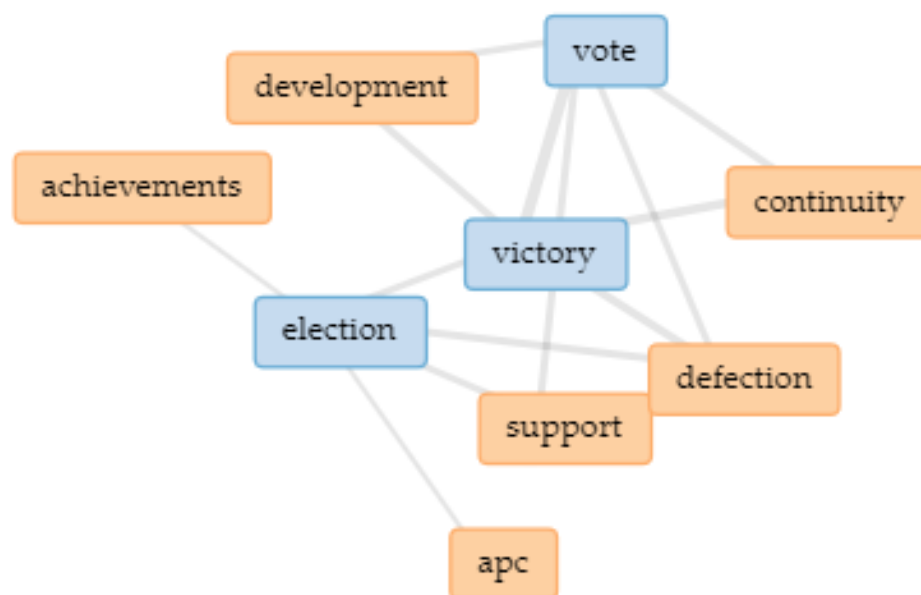 vote
development
achievements
continuity
victory
election
defection
support
apc